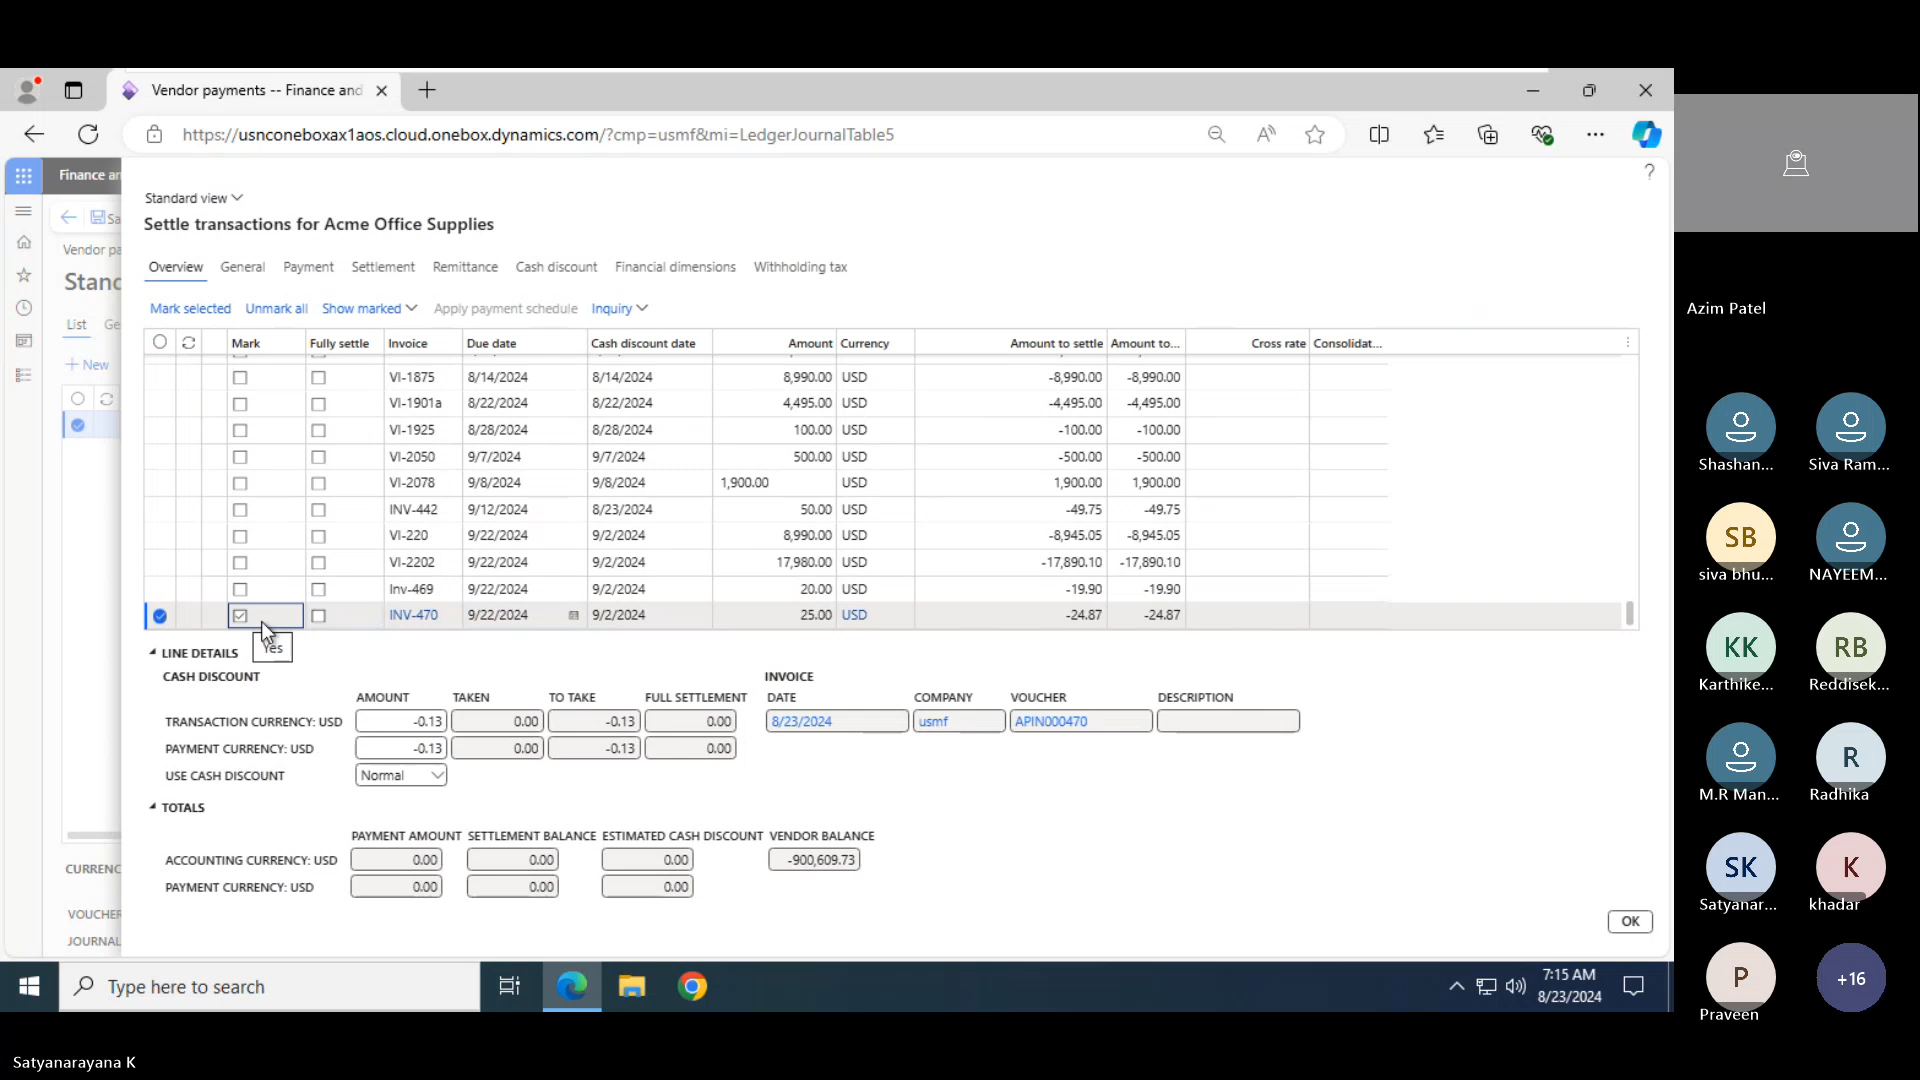 Vendor payments -- Finance and
https://usnconeboxax1aos.cloud.onebox.dynamics.com/?cmp=usmf&mi=LedgerJournalTable5
Finance an
Standard view
Settle transactions for Acme Office Supplies
Sa
Vendor pa
Stanc
List Ge
New
Overview General Payment Settlement Remittance Cash discount Financial dimensions Withholding tax
Mark selected Unmark all Show marked Apply payment schedule Inquiry
Mark Fully settle Invoice Due date Cash discount date Amount Currency Amount to settle Amount to... Cross rate Consolidat...
VI-1875 8/14/2024 8/14/2024 8,990.00 USD -8,990.00 -8,990.00
VI-1901a 8/22/2024 8/22/2024 4,495.00 USD -4,495.00 -4,495.00
VI-1925 8/28/2024 8/28/2024 100.00 USD -100.00 -100.00
VI-2050 9/7/2024 9/7/2024 500.00 USD -500.00 -500.00
VI-2078 9/8/2024 9/8/2024 1,900.00 USD 1,900.00 1,900.00
INV-442 9/12/2024 8/23/2024 50.00 USD -49.75 -49.75
VI-220 9/22/2024 9/2/2024 8,990.00 USD -8,945.05 -8,945.05
VI-2202 9/22/2024 9/2/2024 17,980.00 USD -17,890.10 -17,890.10
Inv-469 9/22/2024 9/2/2024 20.00 USD -19.90 -19.90
INV-470 9/22/2024 9/2/2024 25.00 USD -24.87 -24.87
Yes
LINE DETAILS
CASH DISCOUNT INVOICE
AMOUNT TAKEN TO TAKE FULL SETTLEMENT DATE COMPANY VOUCHER DESCRIPTION
TRANSACTION CURRENCY: USD -0.13 0.00 -0.13 0.00 8/23/2024 usmf APIN000470
PAYMENT CURRENCY: USD -0.13 0.00 -0.13 0.00
USE CASH DISCOUNT Normal
TOTALS
PAYMENT AMOUNT SETTLEMENT BALANCE ESTIMATED CASH DISCOUNT VENDOR BALANCE
ACCOUNTING CURRENCY: USD 0.00 0.00 0.00 -900,609.73
PAYMENT CURRENCY: USD 0.00 0.00 0.00
CURRENC
VOUCHER
JOURNAL
OK
Type here to search
7:15 AM
8/23/2024
Azim Patel
Shashan... Siva Ram...
SB
siva bhu... NAYEEM...
KK RB
Karthike... Reddisek...
R
M.R Man... Radhika
SK K
Satyanar... khadar
P +16
Praveen
Satyanarayana K